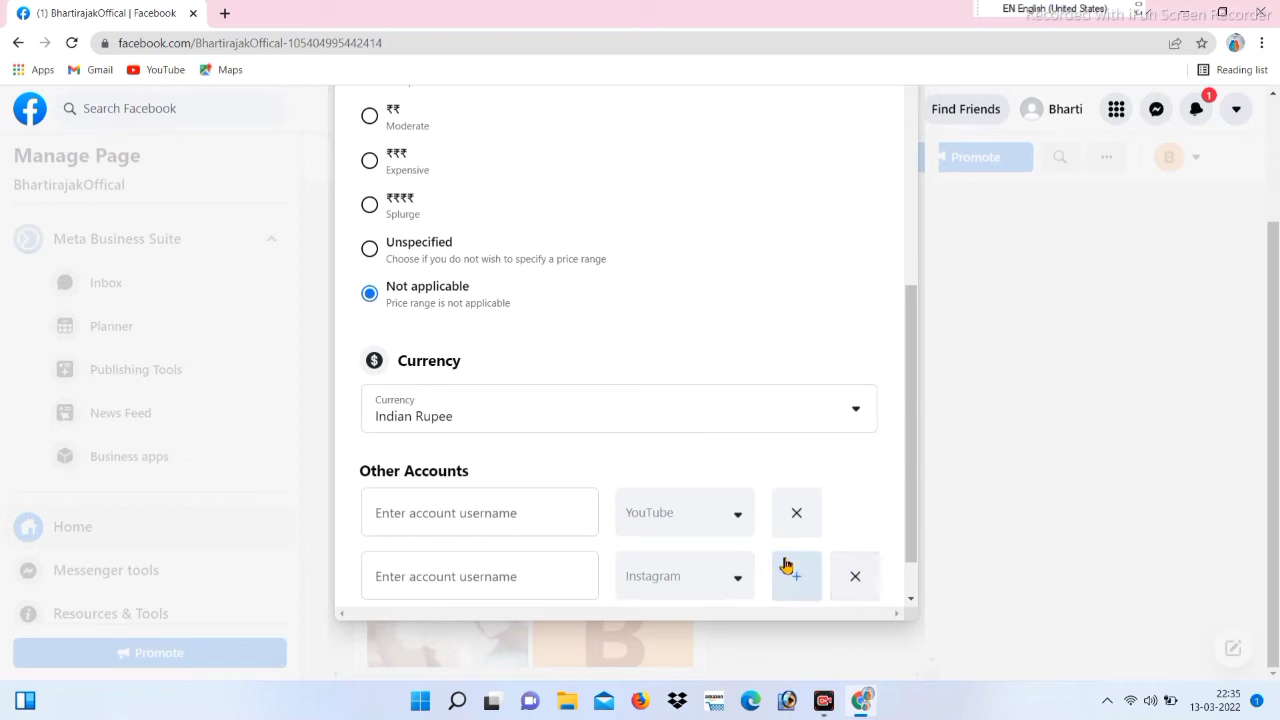 (1) BhartirajakOffical | Facebook
EN English (United States)
Recorded with iFun Screen Recorder
facebook.com/BhartirajakOffical-105404995442414
Apps Gmail YouTube Maps Reading list
Search Facebook
Find Friends Bharti 1
Manage Page
BhartirajakOffical
Promote B
Meta Business Suite
Inbox
Planner
Publishing Tools
News Feed
Business apps
Home
Messenger tools
Resources & Tools
Promote
₹₹
Moderate
₹₹₹
Expensive
₹₹₹₹
Splurge
Unspecified
Choose if you do not wish to specify a price range
Not applicable
Price range is not applicable
$ Currency
Currency
Indian Rupee
Other Accounts
Enter account username YouTube
Enter account username Instagram
B
amazon
22:35
13-03-2022 1